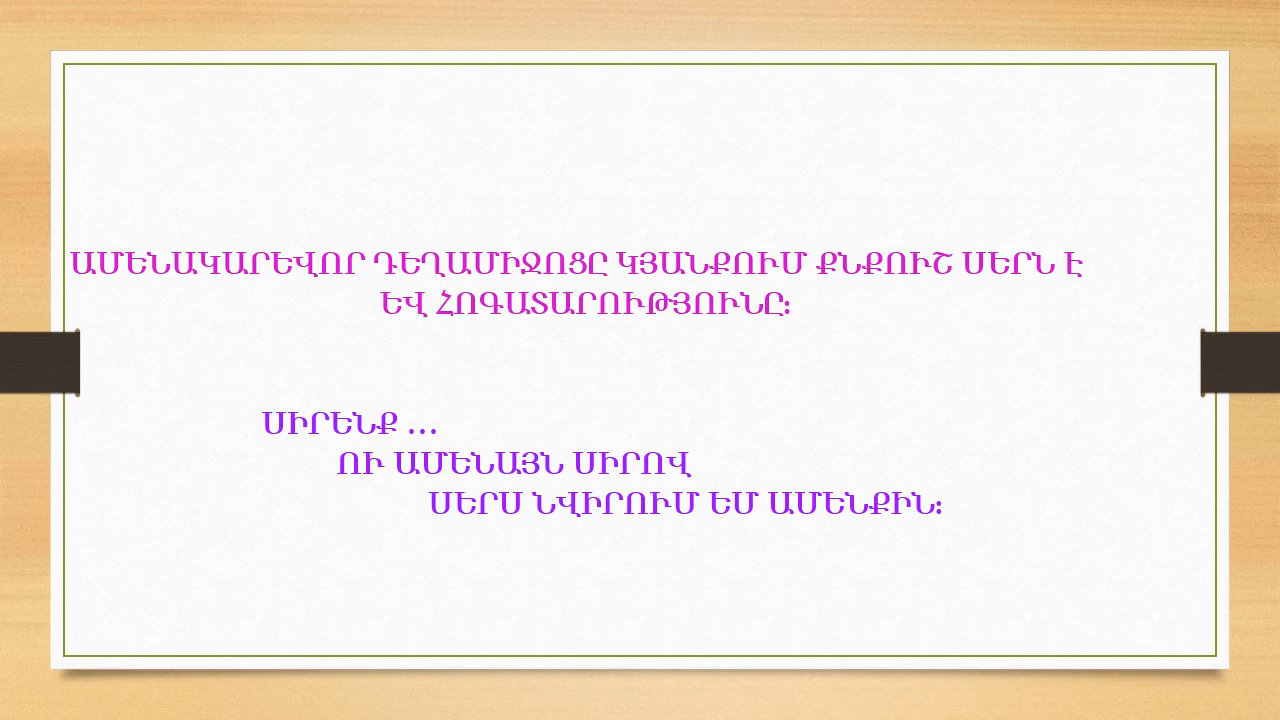 ԱՄԵՆԱԿԱՐԵՎՈՐ ԴԵՂԱՄԻՋՈՑԸ ԿՅԱՆՔՈՒՄ ՔՆՔՈՒՇ ՍԵՐՆ Է
ԵՎ ՀՈԳԱՏԱՐՈՒԹՅՈՒՆԸ։
ՍԻՐԵՆՔ …
ՈՒ ԱՄԵՆԱՅՆ ՍԻՐՈՎ
ՍԵՐՍ ՆՎԻՐՈՒՄ ԵՄ ԱՄԵՆՔԻՆ։